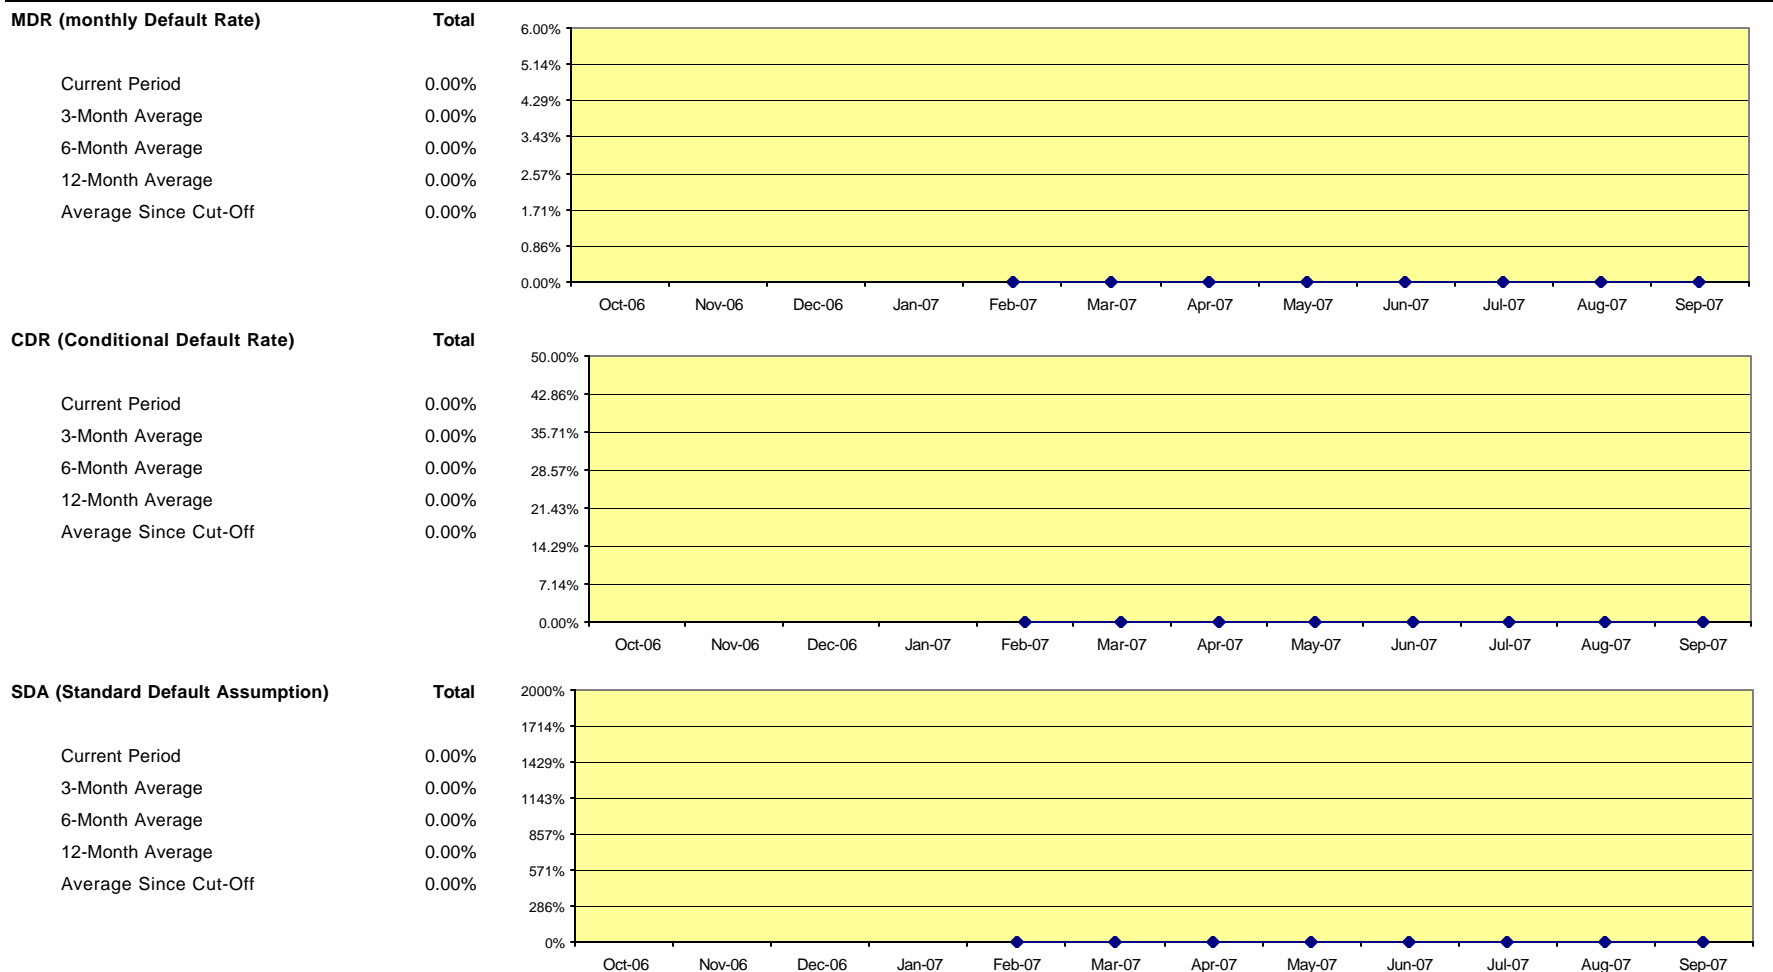 MDR (monthly Default Rate) Total
Current Period 0.00%
3-Month Average 0.00%
6-Month Average 0.00%
12-Month Average 0.00%
Average Since Cut-Off 0.00%
6.00%
5.14%
4.29%
3.43%
2.57%
1.71%
0.86%
0.00%
Oct-06 Nov-06 Dec-06 Jan-07 Feb-07 Mar-07 Apr-07 May-07 Jun-07 Jul-07 Aug-07 Sep-07
CDR (Conditional Default Rate) Total
Current Period 0.00%
3-Month Average 0.00%
6-Month Average 0.00%
12-Month Average 0.00%
Average Since Cut-Off 0.00%
50.00%
42.86%
35.71%
28.57%
21.43%
14.29%
7.14%
0.00%
Oct-06 Nov-06 Dec-06 Jan-07 Feb-07 Mar-07 Apr-07 May-07 Jun-07 Jul-07 Aug-07 Sep-07
SDA (Standard Default Assumption) Total
Current Period 0.00%
3-Month Average 0.00%
6-Month Average 0.00%
12-Month Average 0.00%
Average Since Cut-Off 0.00%
2000%
1714%
1429%
1143%
857%
571%
286%
0%
Oct-06 Nov-06 Dec-06 Jan-07 Feb-07 Mar-07 Apr-07 May-07 Jun-07 Jul-07 Aug-07 Sep-07